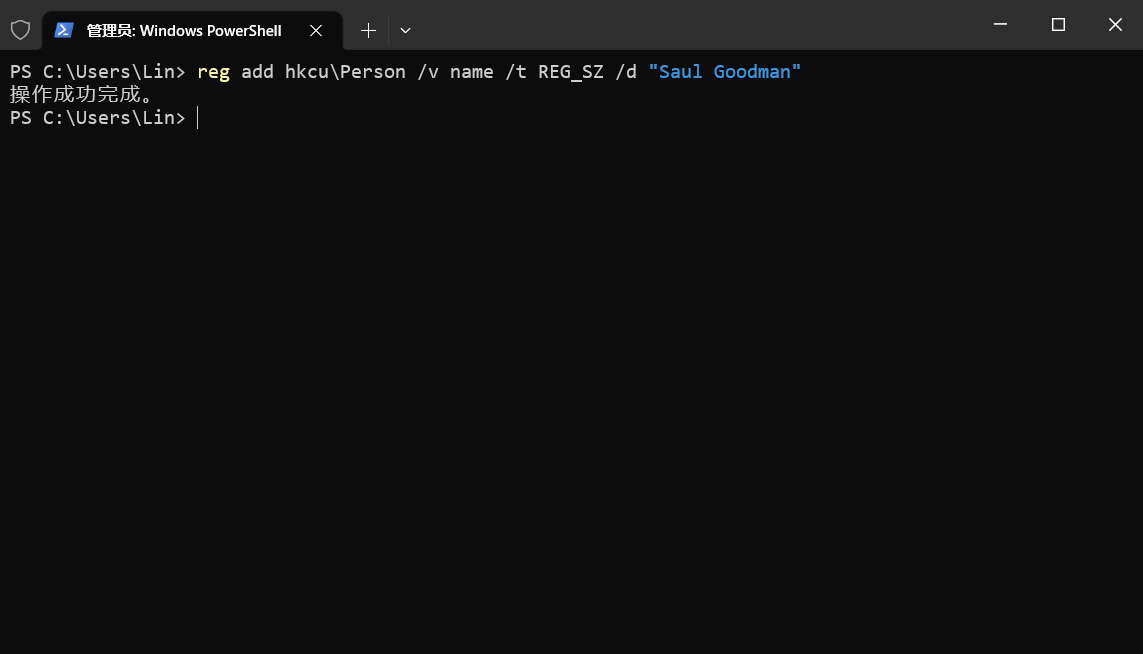 管理员: Windows PowerShell
PS C:\Users\Lin> reg add hkcu\Person /v name /t REG_SZ /d "Saul Goodman"
操作成功完成。
PS C:\Users\Lin>